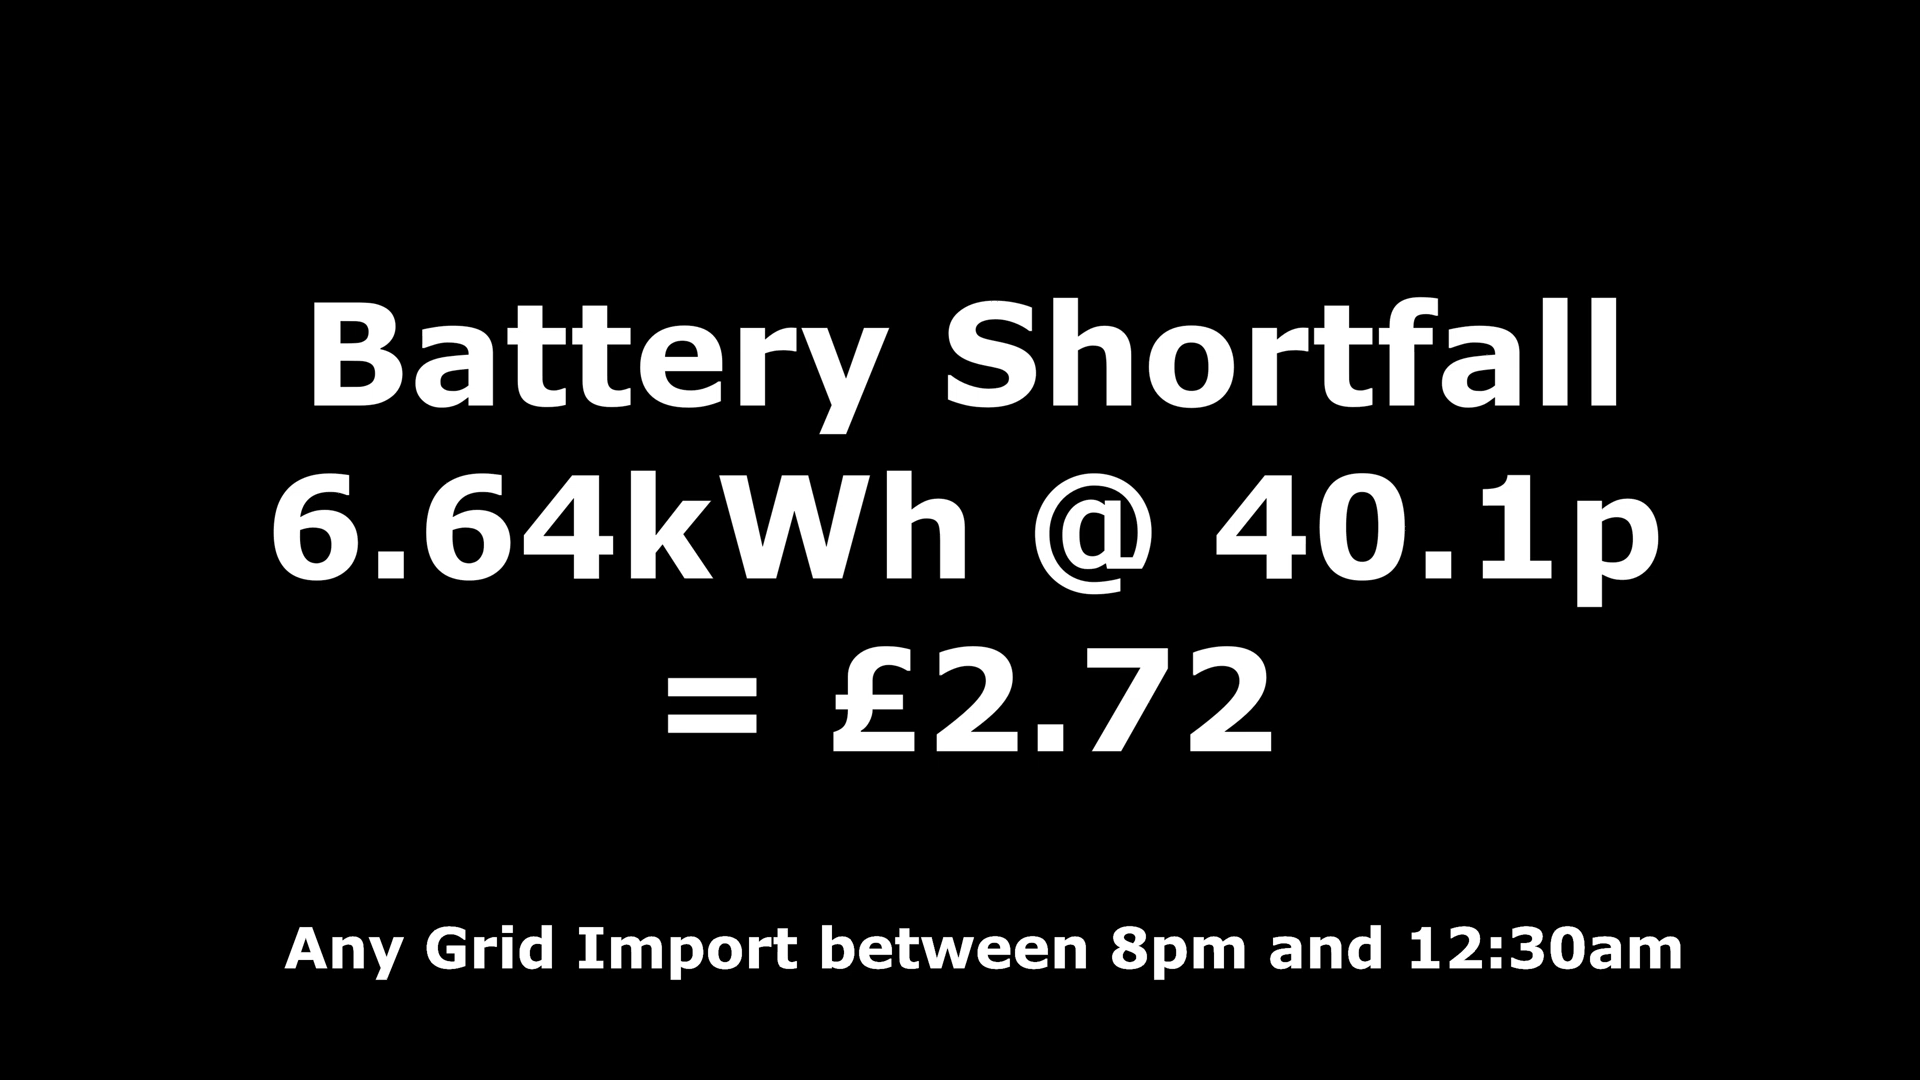 Battery Shortfall
6.64kWh @ 40.1p
= £2.72
Any Grid Import between 8pm and 12:30am